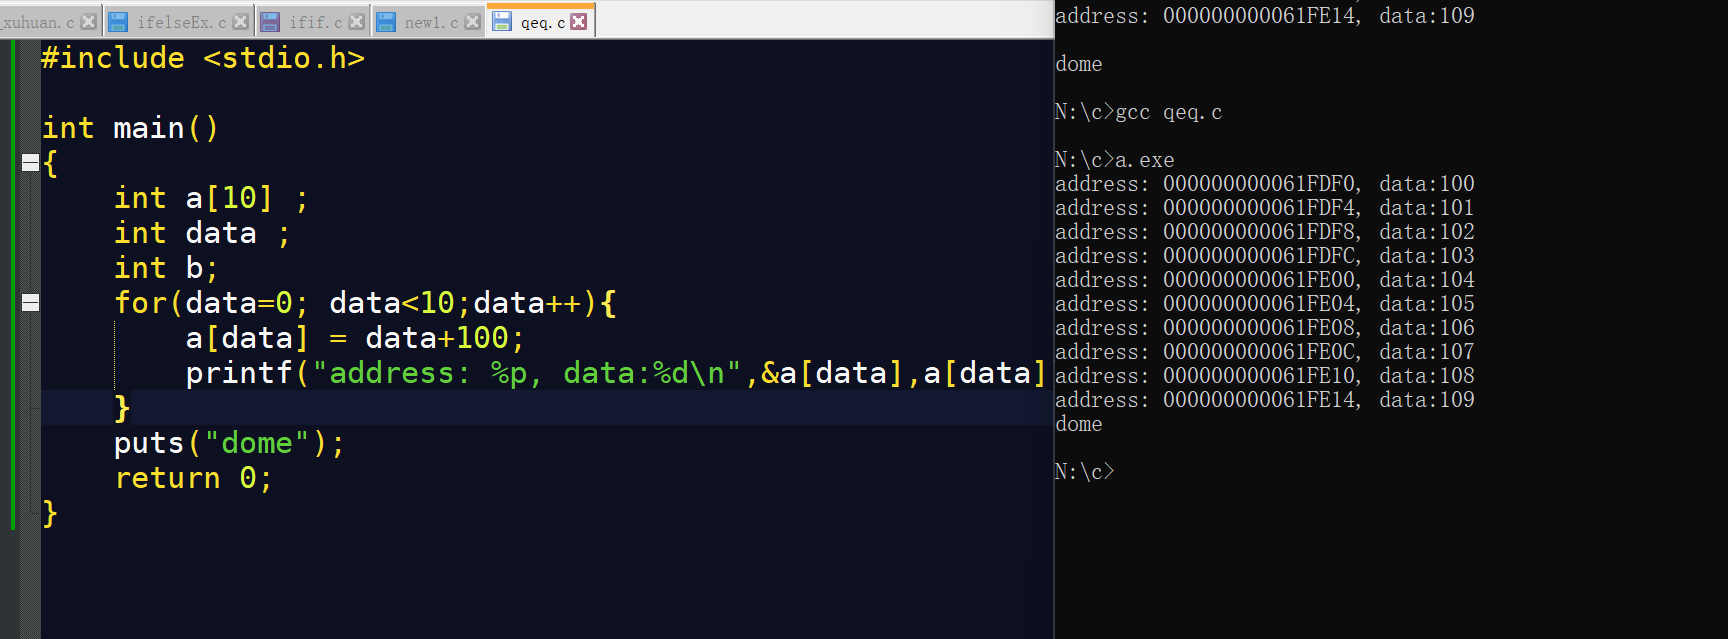 _xuhuan.c ifelseEx.c ifif.c new1.c qeq.c
#include <stdio.h>
int main()
{
int a[10] ;
int data ;
int b;
for(data=0; data<10;data++){
a[data] = data+100;
printf("address: %p, data:%d\n",&a[data],a[data]
}
puts("dome");
return 0;
}
address: 000000000061FE14, data:109
dome
N:\c>gcc qeq.c
N:\c>a.exe
address: 000000000061FDF0, data:100
address: 000000000061FDF4, data:101
address: 000000000061FDF8, data:102
address: 000000000061FDFC, data:103
address: 000000000061FE00, data:104
address: 000000000061FE04, data:105
address: 000000000061FE08, data:106
address: 000000000061FE0C, data:107
address: 000000000061FE10, data:108
address: 000000000061FE14, data:109
dome
N:\c>